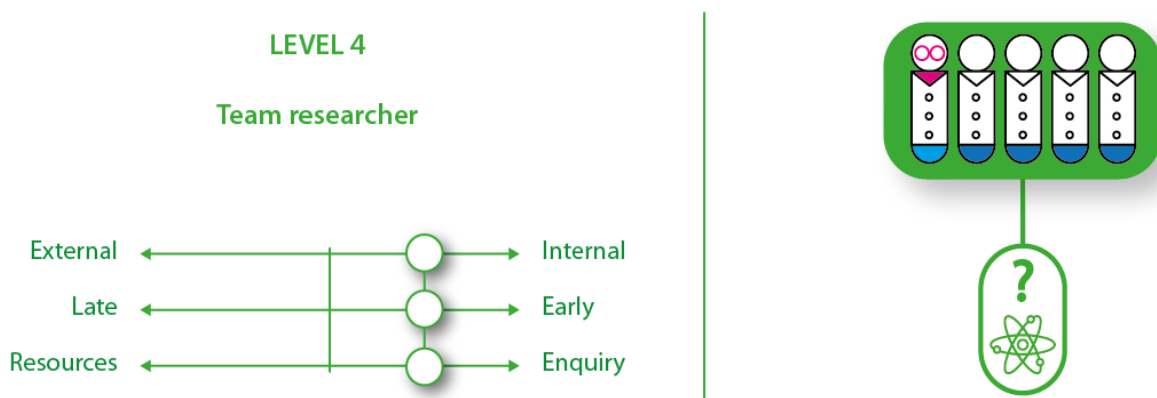 LEVEL 4
Team researcher
External Internal
Late Early
Resources Enquiry
?